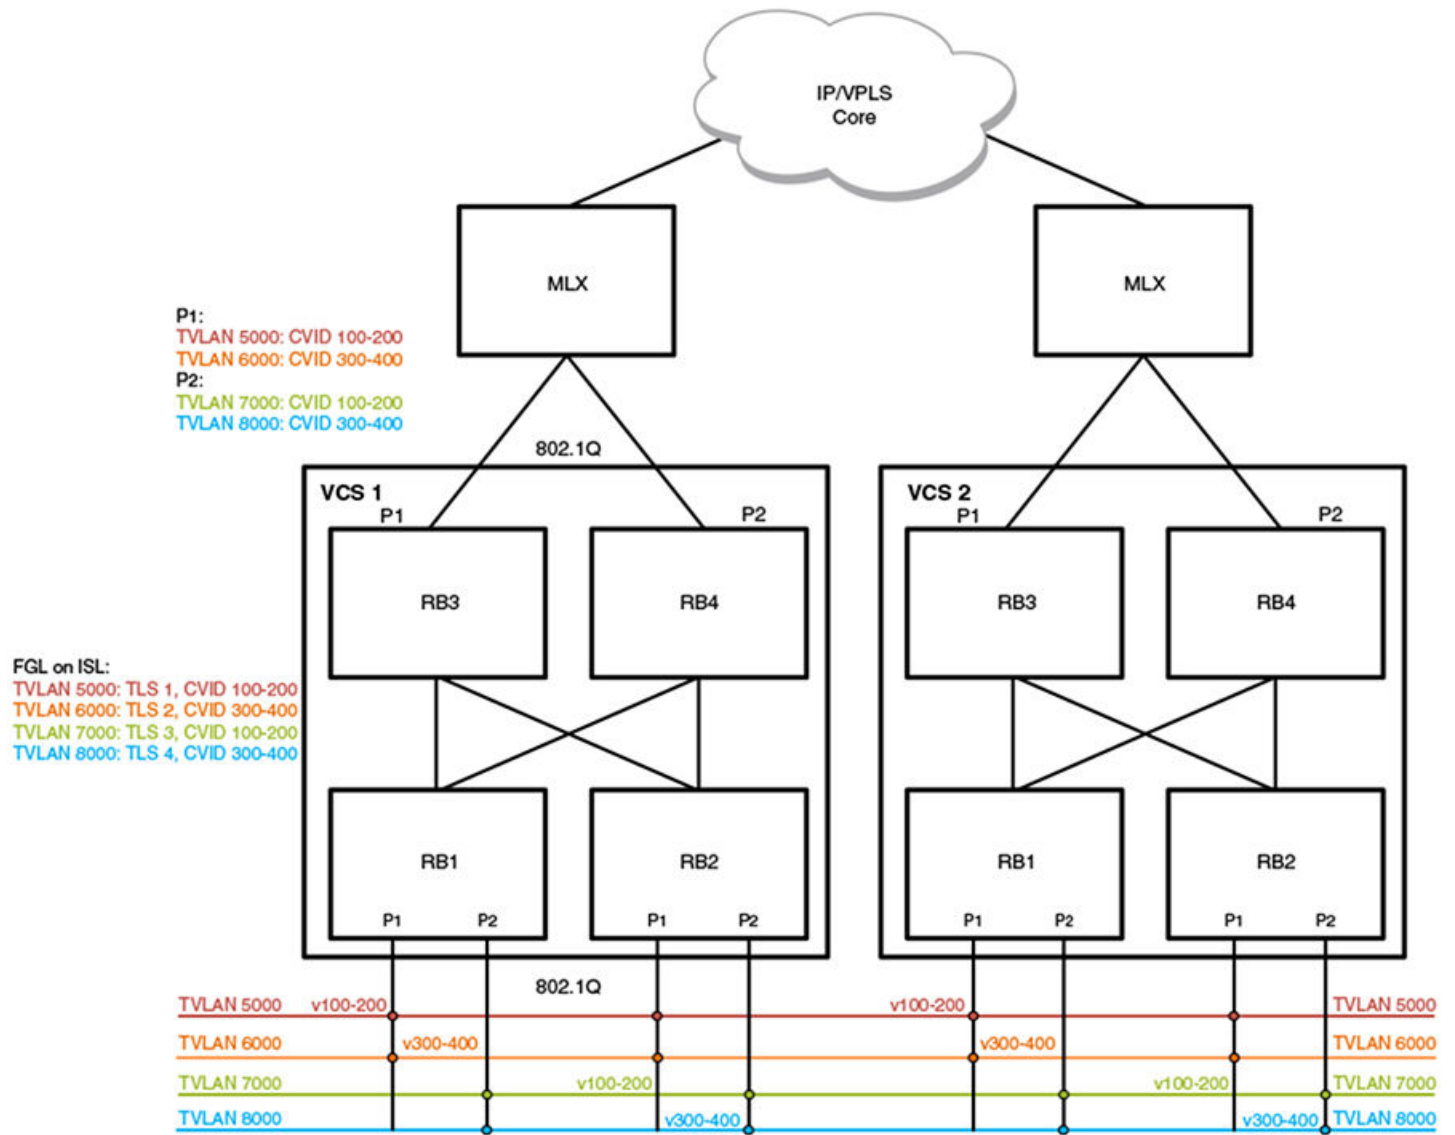 IP/VPLS
Core
MLX
MLX
P1:
TVLAN 5000: CVID 100-200
TVLAN 6000: CVID 300-400
P2:
TVLAN 7000: CVID 100-200
TVLAN 8000: CVID 300-400
802.1Q
VCS 1
P1
P2
VCS 2
P1
P2
RB3
RB4
RB3
RB4
FGL on ISL:
TVLAN 5000: TLS 1, CVID 100-200
TVLAN 6000: TLS 2, CVID 300-400
TVLAN 7000: TLS 3, CVID 100-200
TVLAN 8000: TLS 4, CVID 300-400
RB1
RB2
RB1
RB2
P1
P2
P1
P2
P1
P2
P1
P2
802.1Q
TVLAN 5000 v100-200 v100-200 TVLAN 5000
TVLAN 6000 v300-400 v300-400 TVLAN 6000
TVLAN 7000 v100-200 v100-200 TVLAN 7000
TVLAN 8000 v300-400 v300-400 TVLAN 8000